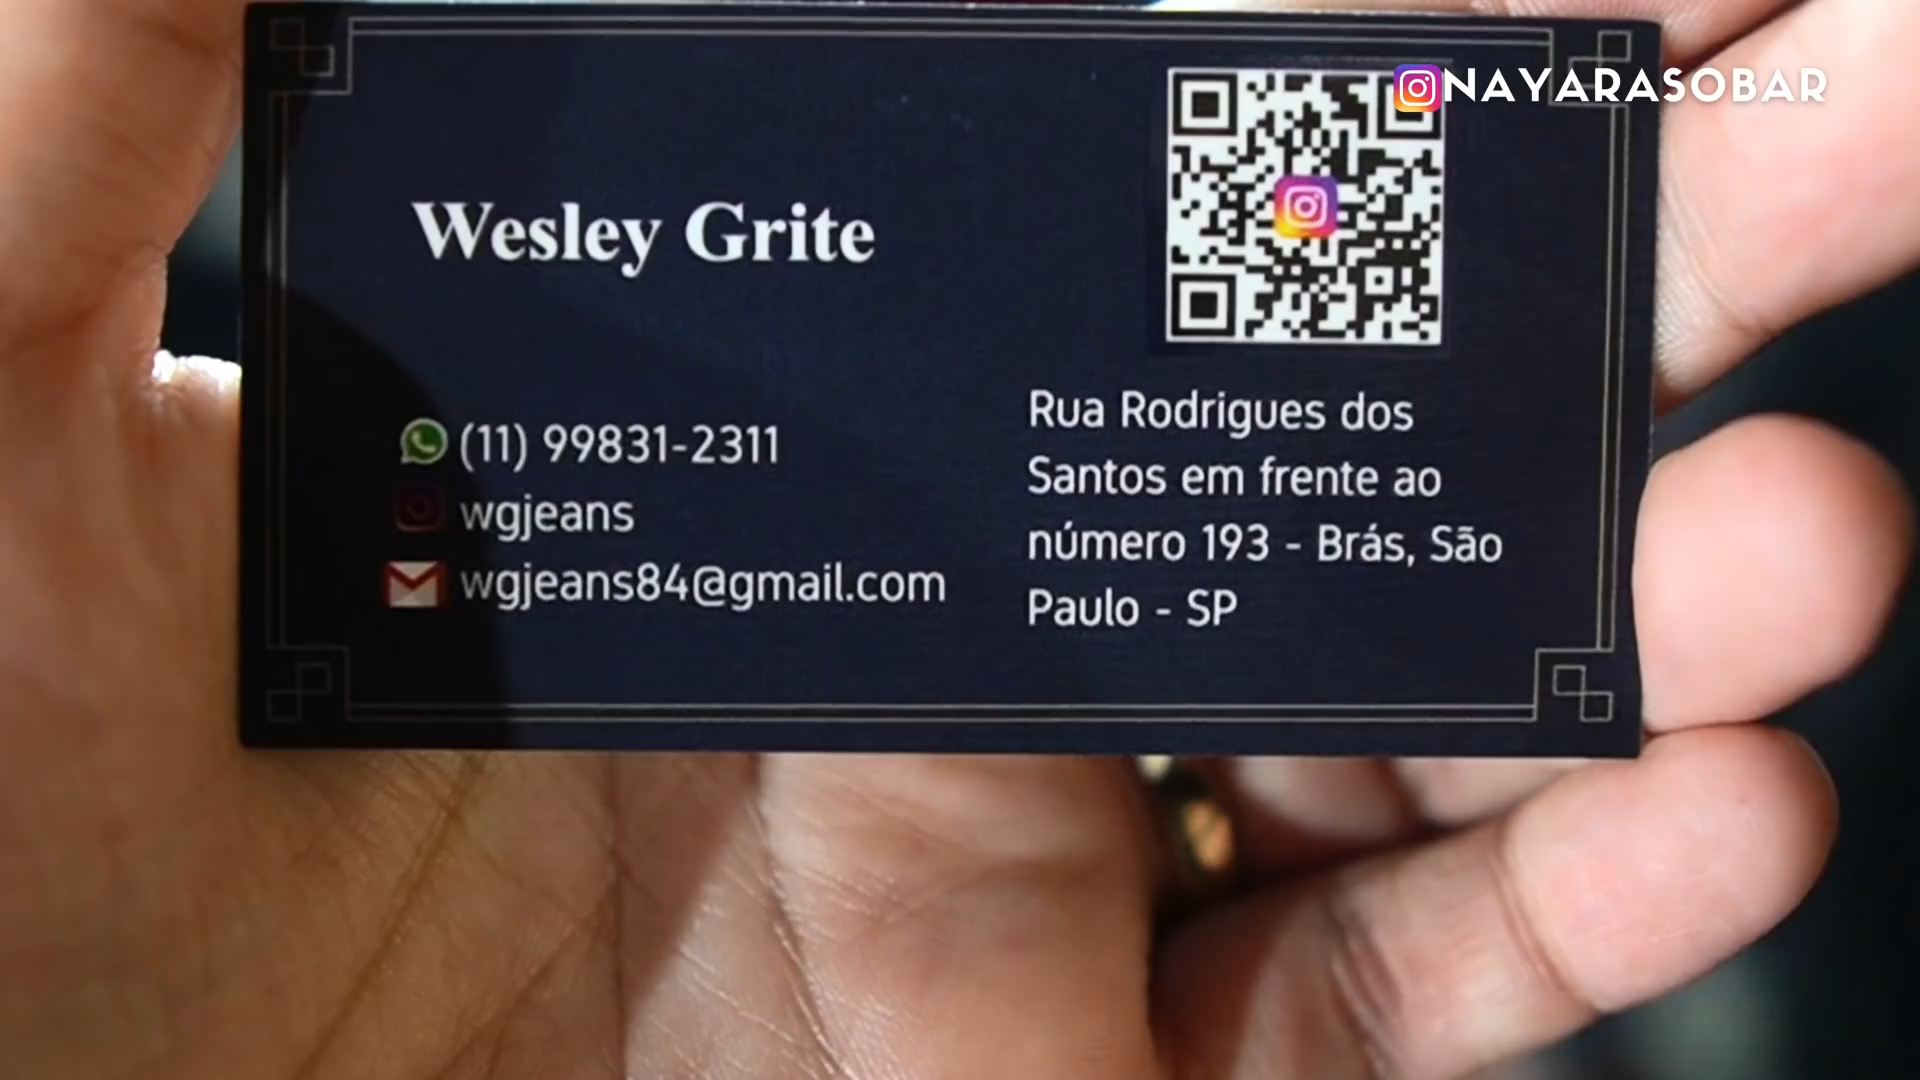 NAYARASOBAR
Wesley Grite
(11) 99831-2311
wgjeans
wgjeans84@gmail.com
Rua Rodrigues dos
Santos em frente ao
número 193 - Brás, São
Paulo - SP